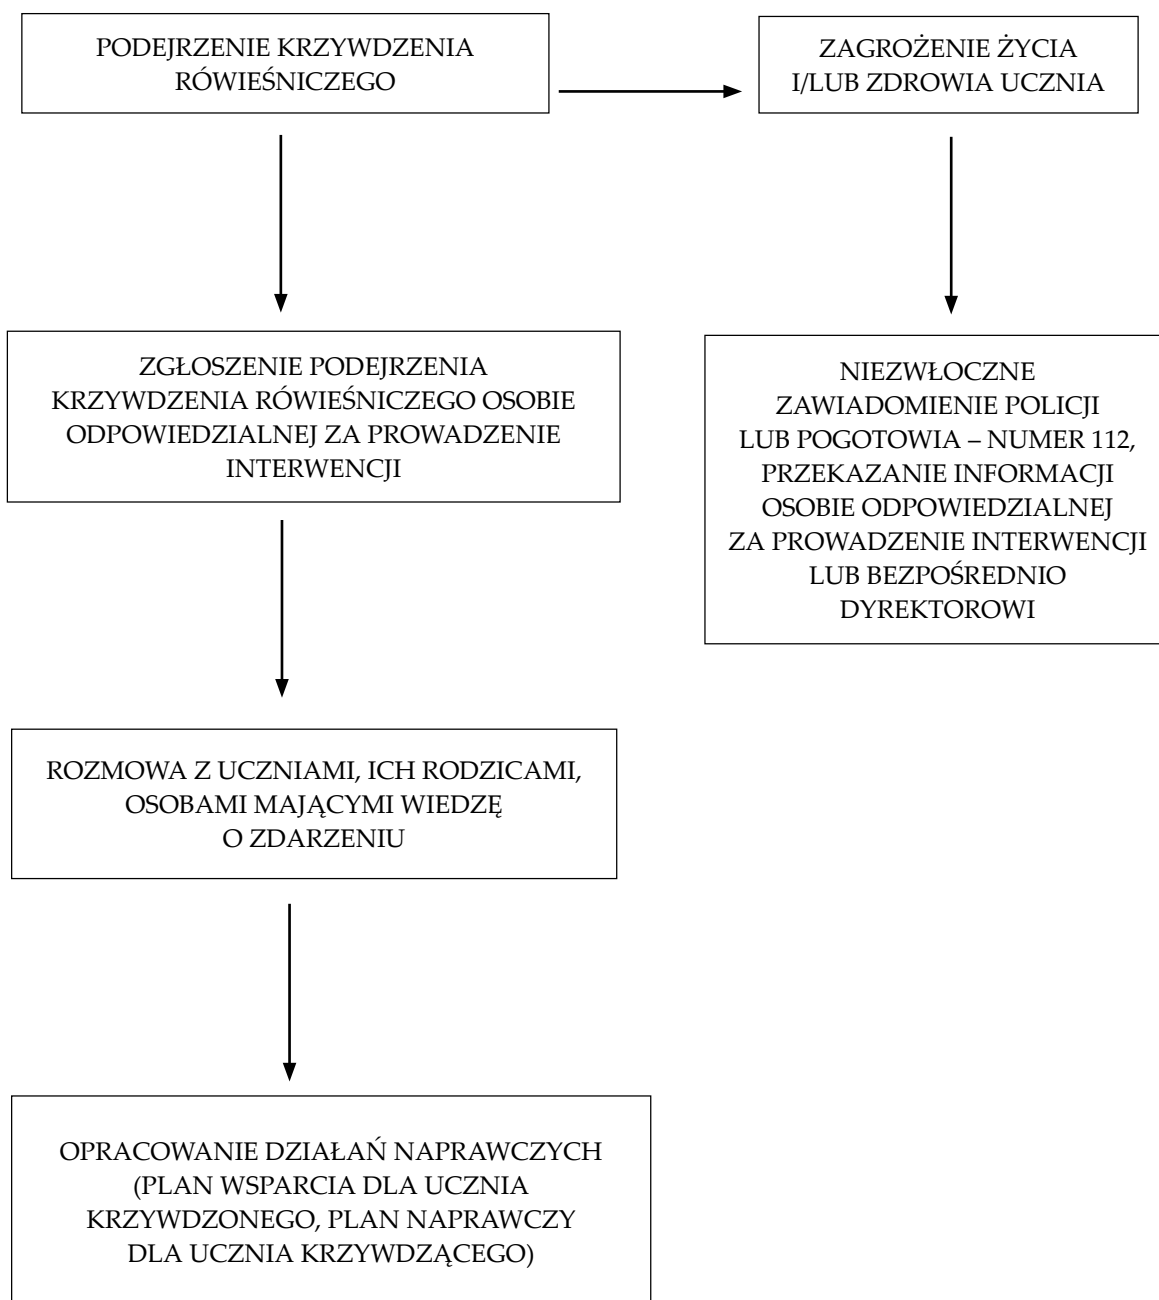 PODEJRZENIE KRZYWDZENIA
RÓWIEŚNICZEGO
ZAGROŻENIE ŻYCIA
I/LUB ZDROWIA UCZNIA
ZGŁOSZENIE PODEJRZENIA
KRZYWDZENIA RÓWIEŚNICZEGO OSOBIE
ODPOWIEDZIALNEJ ZA PROWADZENIE
INTERWENCJI
NIEZWŁOCZNE
ZAWIADOMIENIE POLICJI
LUB POGOTOWIA – NUMER 112,
PRZEKAZANIE INFORMACJI
OSOBIE ODPOWIEDZIALNEJ
ZA PROWADZENIE INTERWENCJI
LUB BEZPOŚREDNIO
DYREKTOROWI
ROZMOWA Z UCZNIAMI, ICH RODZICAMI,
OSOBAMI MAJĄCYMI WIEDZĘ
O ZDARZENIU
OPRACOWANIE DZIAŁAŃ NAPRAWCZYCH
(PLAN WSPARCIA DLA UCZNIA
KRZYWDZONEGO, PLAN NAPRAWCZY
DLA UCZNIA KRZYWDZĄCEGO)